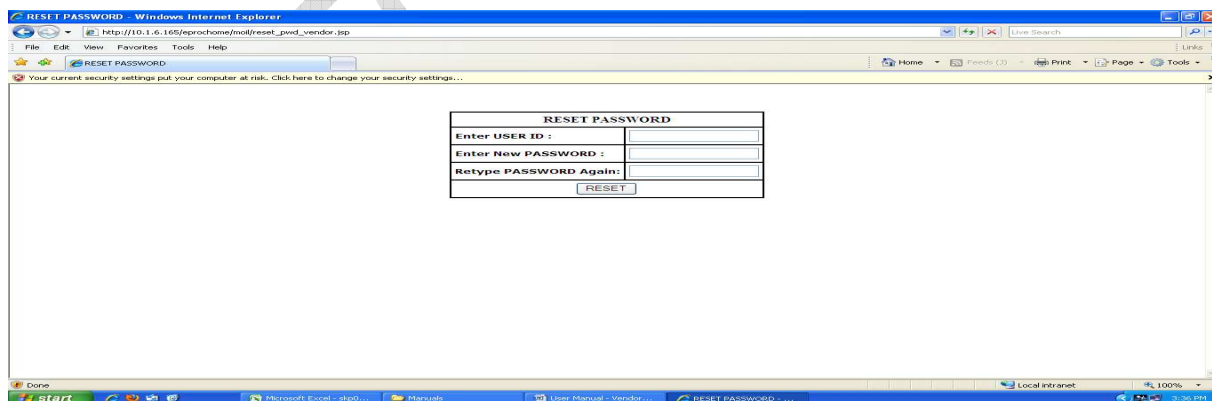 RESET PASSWORD - Windows Internet Explorer
http://10.1.6.165/eprochome/moil/reset_pwd_vendor.jsp
Live Search
File Edit View Favorites Tools Help
Links
RESET PASSWORD
Home Feeds (J) Print Page Tools
Your current security settings put your computer at risk. Click here to change your security settings...
RESET PASSWORD
Enter USER ID :
Enter New PASSWORD :
Retype PASSWORD Again:
RESET
Done
Local intranet
100%
start
Microsoft Excel - skp0...
Manuals
User Manual - Vendor...
RESET PASSWORD - ...
3:36 PM